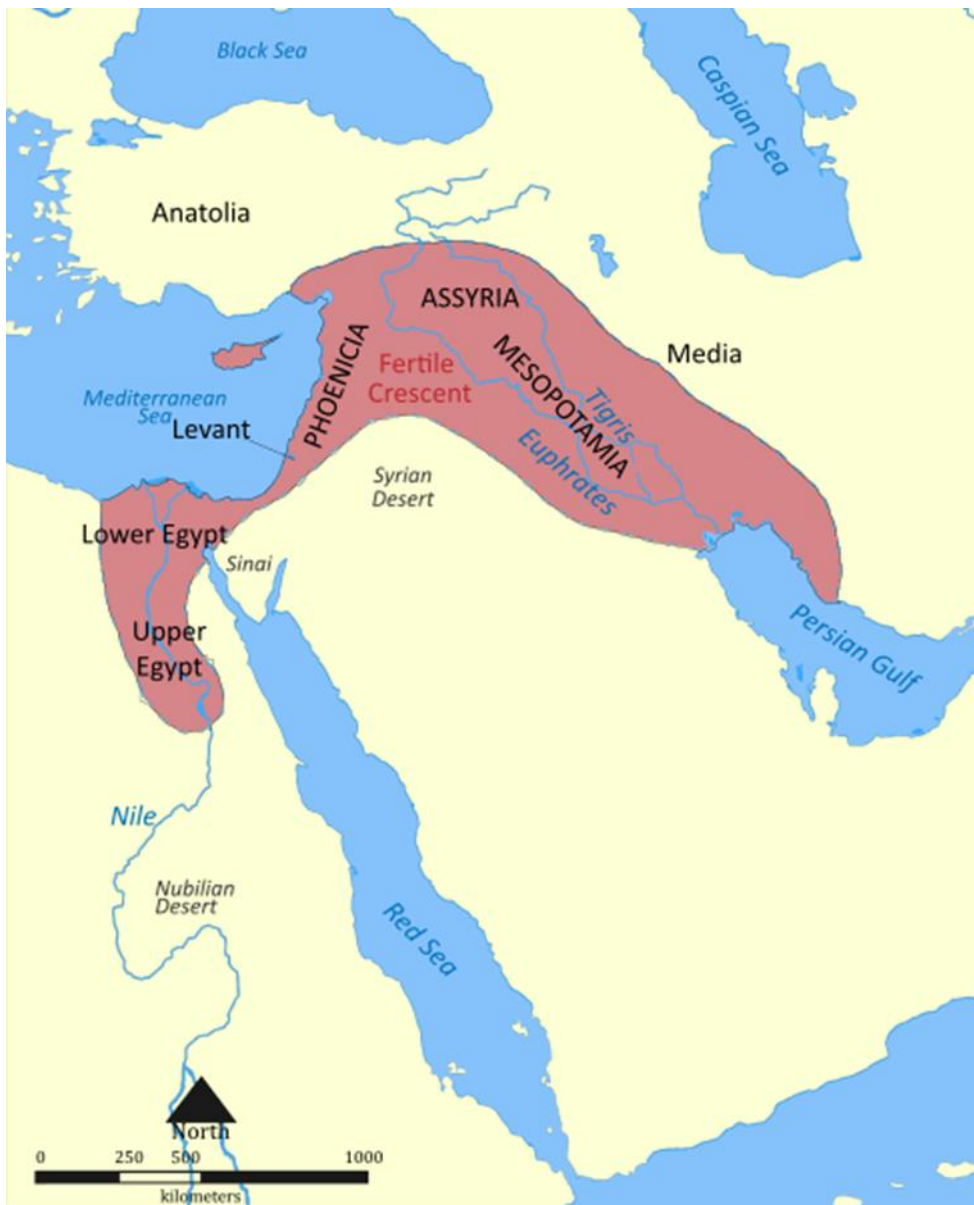 Black Sea
Caspian Sea
Anatolia
ASSYRIA
PHOENICIA
Fertile
Crescent
MESOPOTAMIA
Tigris
Euphrates
Media
Mediterranean
Sea
Levant
Syrian
Desert
Lower Egypt
Sinai
Upper
Egypt
Persian Gulf
Nile
Nubilian
Desert
Red Sea
North
0 250 500 1000
kilometers